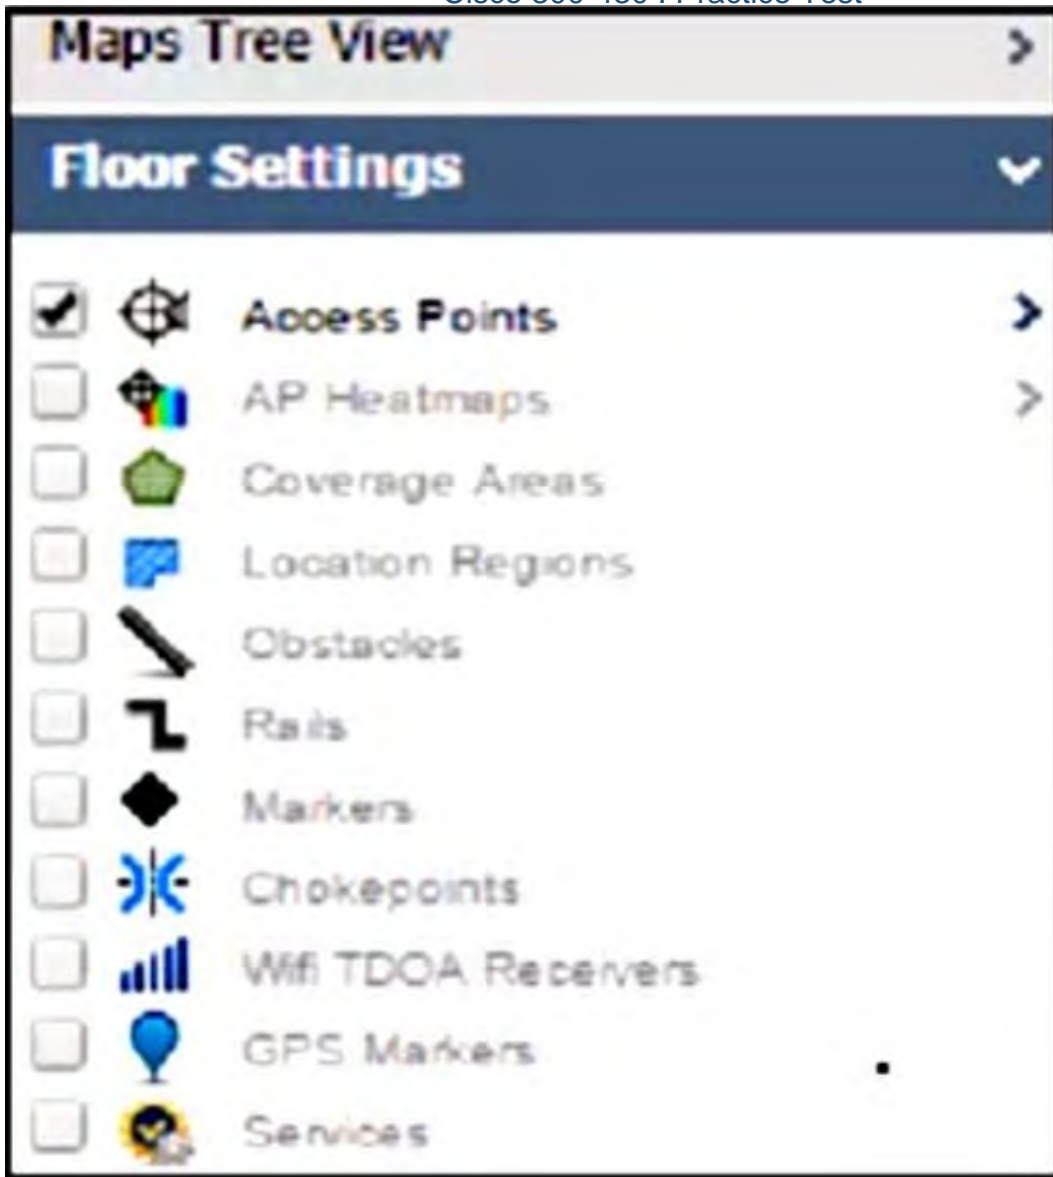 Maps Tree View
Floor Settings
Access Points
AP Heatmaps
Coverage Areas
Location Regions
Obstacles
Rails
Markers
Chokepoints
Wifi TDOA Receivers
GPS Markers
Services